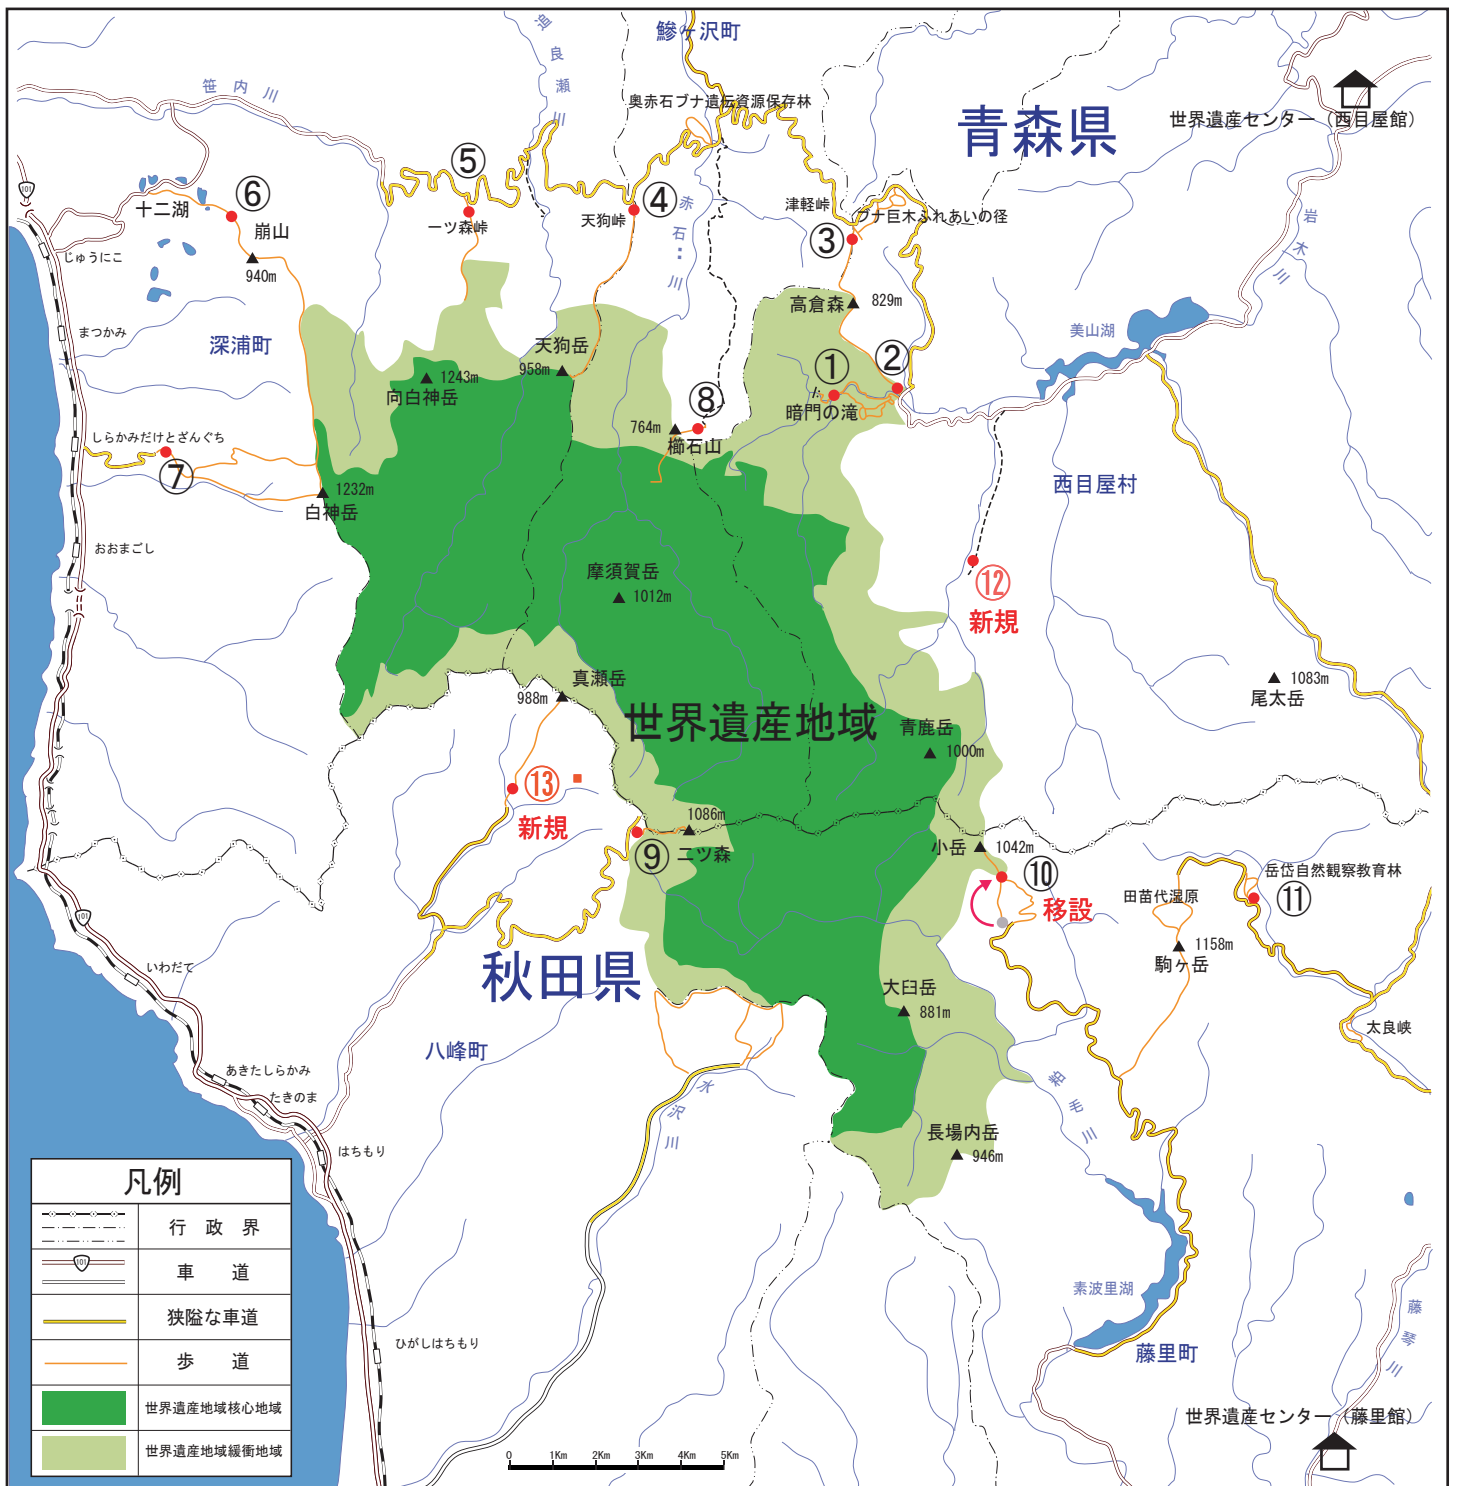 鰺ヶ沢町
追良瀬川
笹内川
奥赤石ブナ遺伝資源保存林
青森県
世界遺産センター(西目屋館)
101
⑤
⑥
④
十二湖
崩山
940m
一ツ森峠
天狗峠
赤石川
津軽峠
ブナ巨木ふれあいの径
③
岩木川
じゅうにこ
まつかみ
深浦町
高倉森
829m
美山湖
天狗岳
958m
①
②
暗門の滝
1243m
向白神岳
⑧
764m
櫛石山
しらかみだけとざんぐち
⑦
1232m
白神岳
西目屋村
おおまごし
摩須賀岳
1012m
⑫
新規
真瀬岳
988m
世界遺産地域
青鹿岳
1000m
1083m
尾太岳
⑬
新規
1086m
二ツ森
⑨
小岳
1042m
⑩
移設
岳岱自然観察教育林
⑪
田苗代湿原
1158m
駒ヶ岳
101
いわだて
秋田県
大臼岳
881m
太良峡
八峰町
あきたしらかみ
たきのま
水沢川
粕毛川
はちもり
長場内岳
946m
ひがしはちもり
素波里湖
藤里町
藤琴川
世界遺産センター(藤里館)
凡例
行政界
101
車道
狭隘な車道
歩道
世界遺産地域核心地域
世界遺産地域緩衝地域
0 1Km 2Km 3Km 4Km 5Km